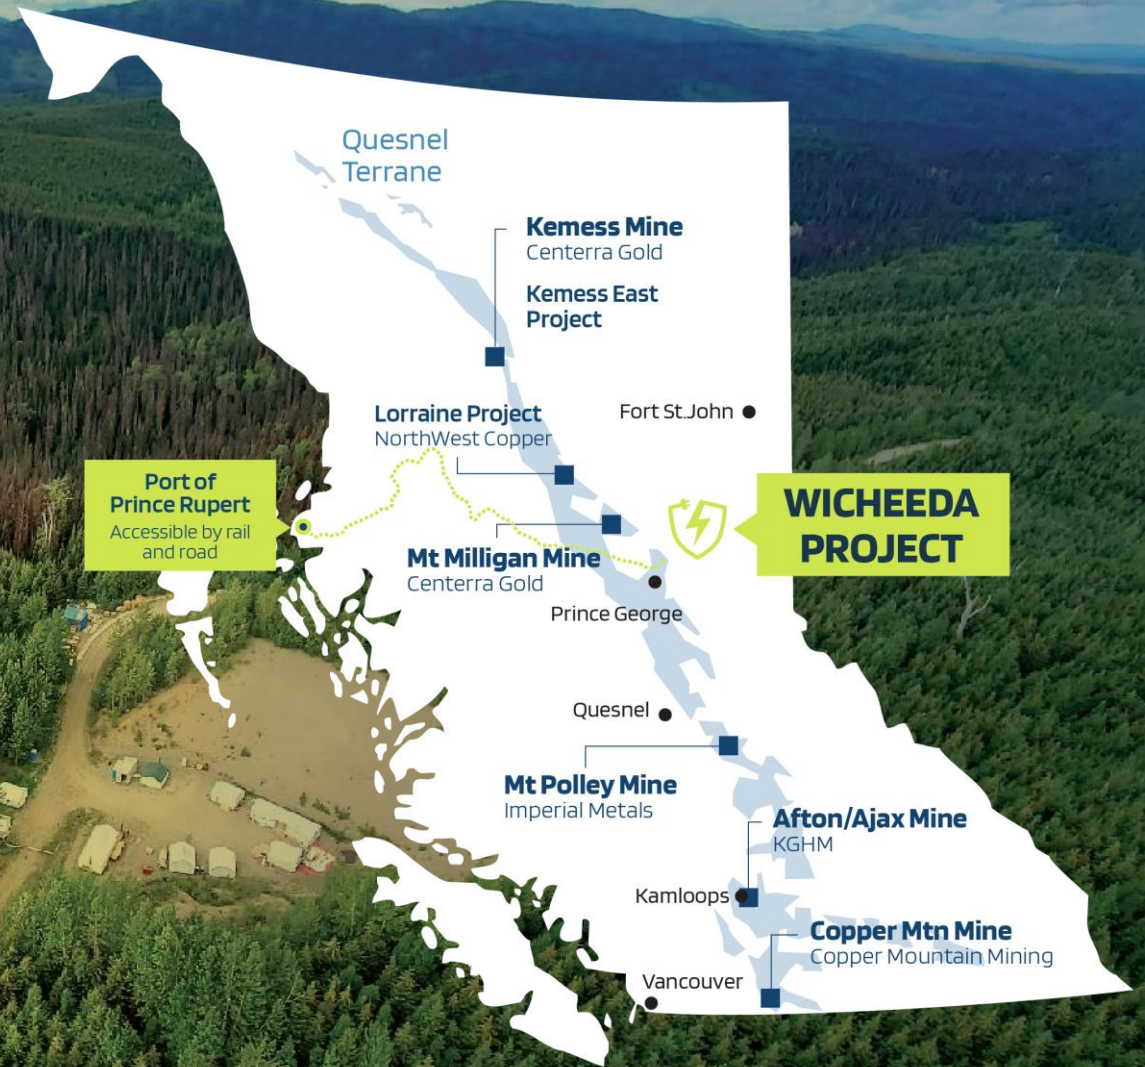 Quesnel
Terrane
Kemess Mine
Centerra Gold
Kemess East
Project
Fort St.John
Lorraine Project
NorthWest Copper
Port of
Prince Rupert
Accessible by rail
and road
WICHEEDA
PROJECT
Mt Milligan Mine
Centerra Gold
Prince George
Quesnel
Mt Polley Mine
Imperial Metals
Afton/Ajax Mine
KGHM
Kamloops
Copper Mtn Mine
Copper Mountain Mining
Vancouver